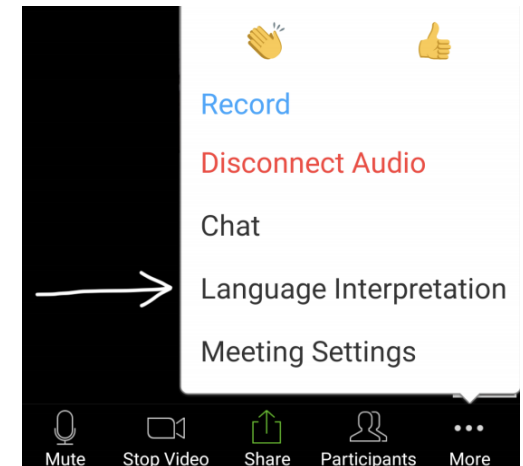 Record
Disconnect Audio
Chat
Language Interpretation
Meeting Settings
Mute Stop Video Share Participants More